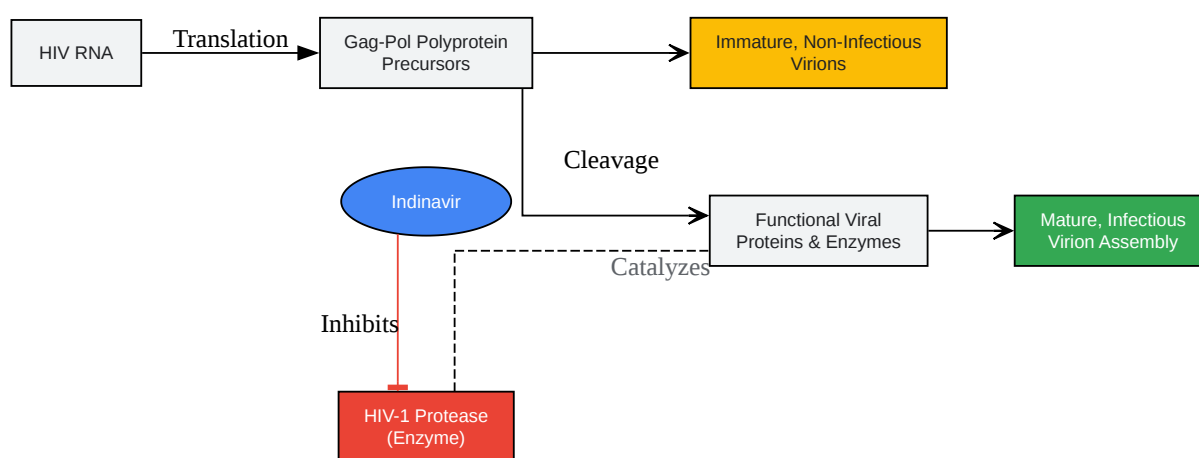 HIV RNA
Translation
Gag-Pol Polyprotein
Precursors
Immature, Non-Infectious
Virions
Cleavage
Indinavir
Functional Viral
Proteins & Enzymes
Mature, Infectious
Virion Assembly
Catalyzes
Inhibits
HIV-1 Protease
(Enzyme)